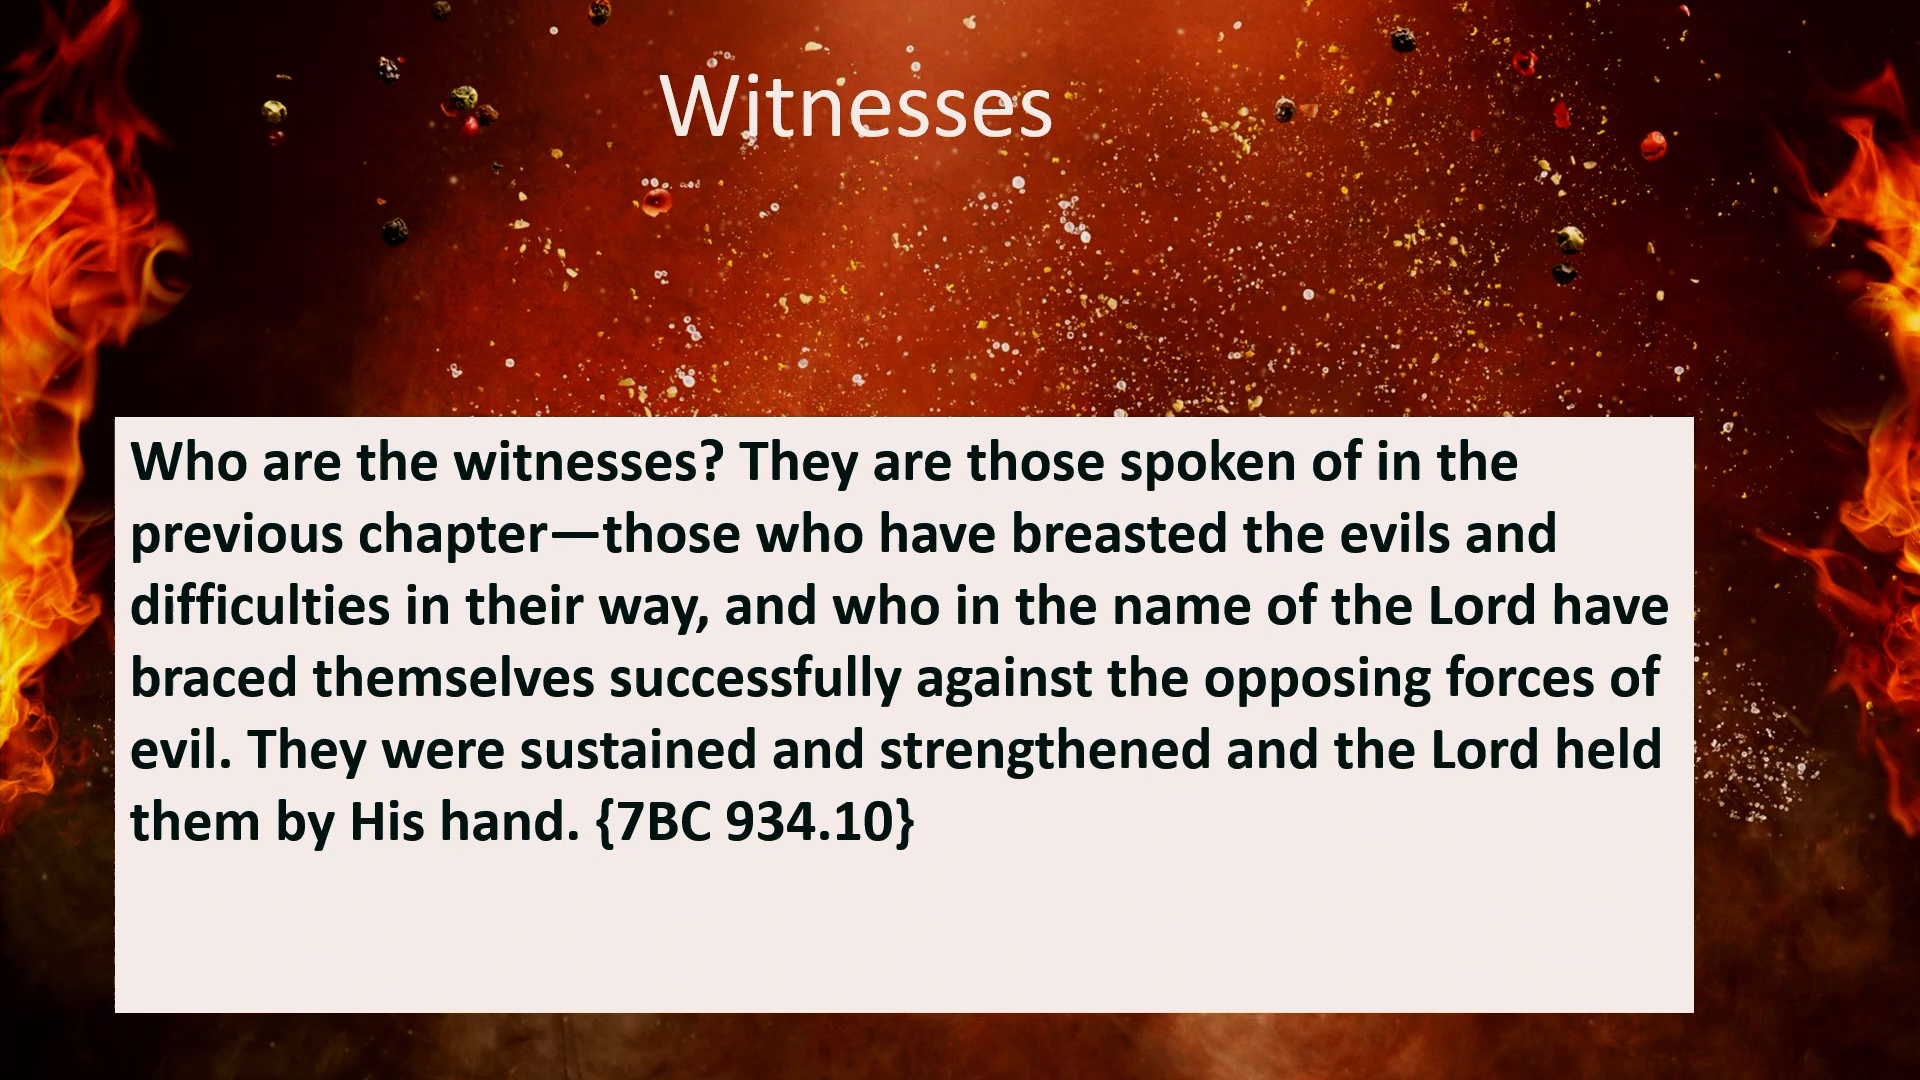 Witnesses
Who are the witnesses? They are those spoken of in the
previous chapter—those who have breasted the evils and
difficulties in their way, and who in the name of the Lord have
braced themselves successfully against the opposing forces of
evil. They were sustained and strengthened and the Lord held
them by His hand. {7BC 934.10}